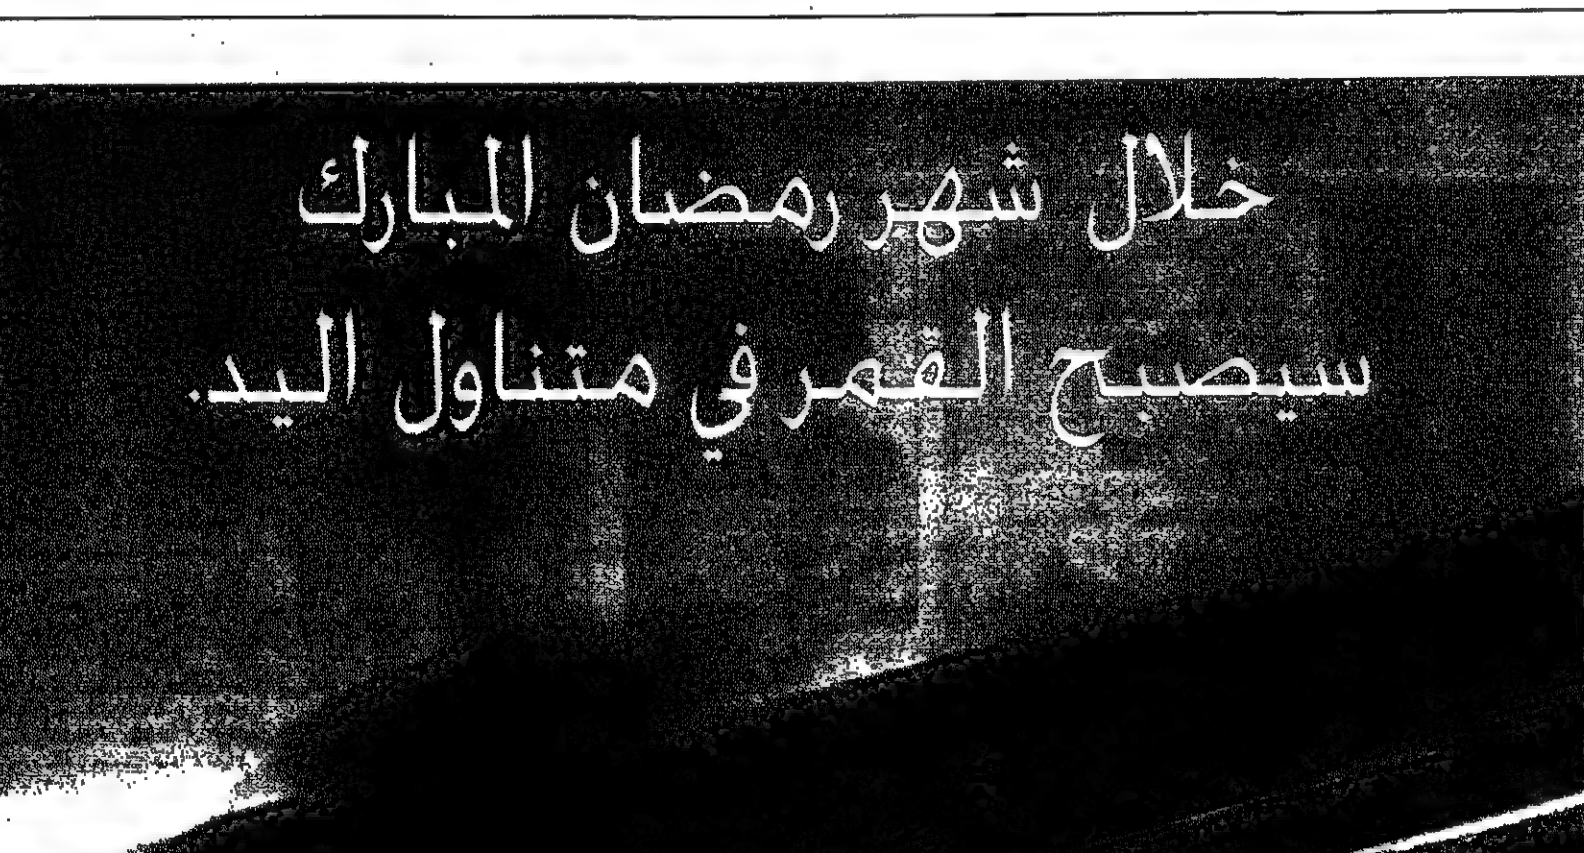 خلال شهر رمضان المبارك
سيصبح القمر في متناول اليد.